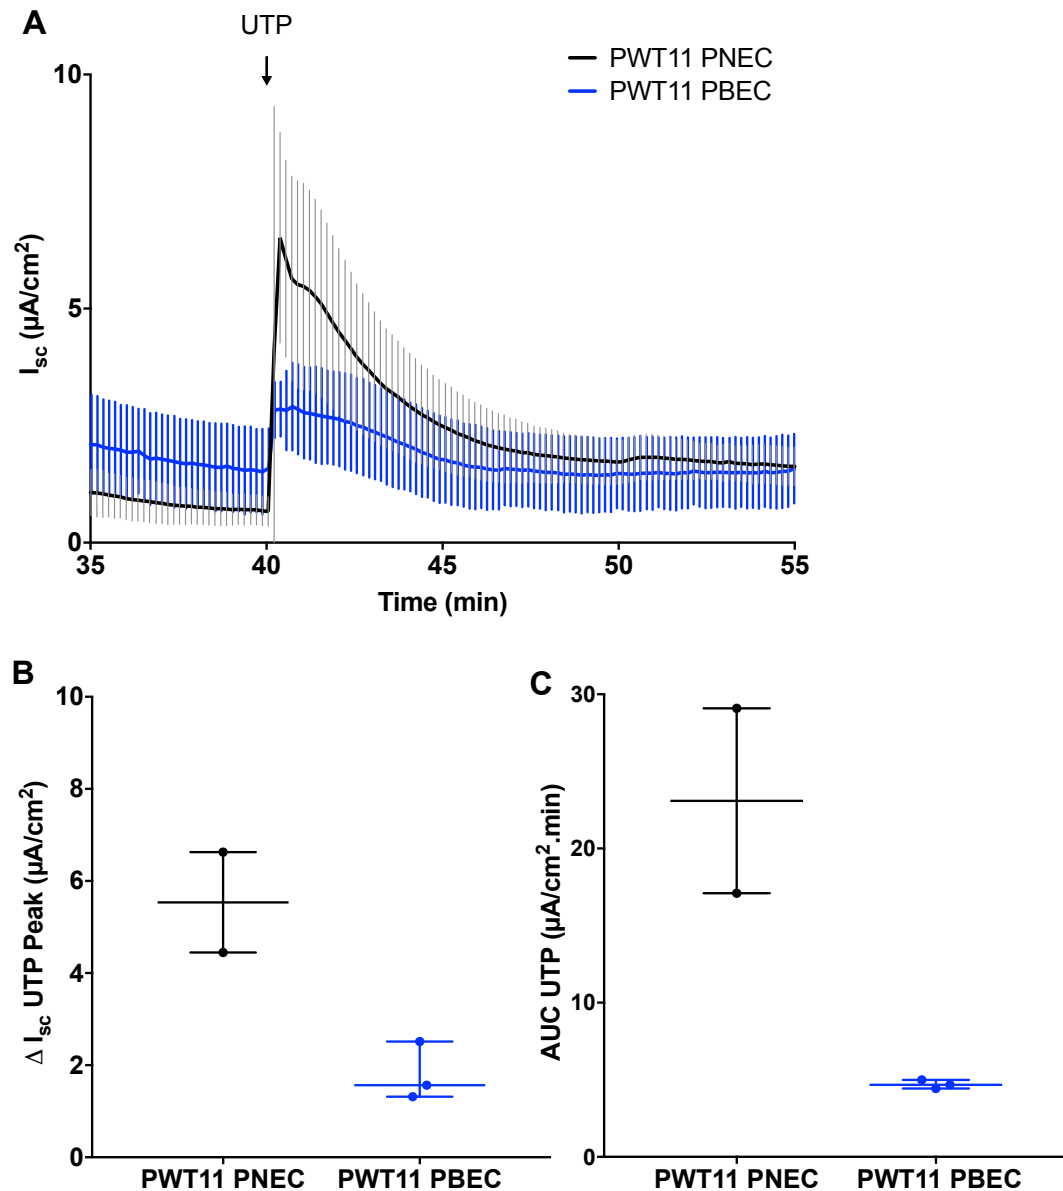 A
UTP
PWT11 PNEC
PWT11 PBEC
10
5
0
Isc (µA/cm²)
35 40 45 50 55
Time (min)
B
10
8
6
4
2
0
Δ Isc UTP Peak (µA/cm²)
PWT11 PNEC PWT11 PBEC
C
30
20
10
0
AUC UTP (µA/cm².min)
PWT11 PNEC PWT11 PBEC